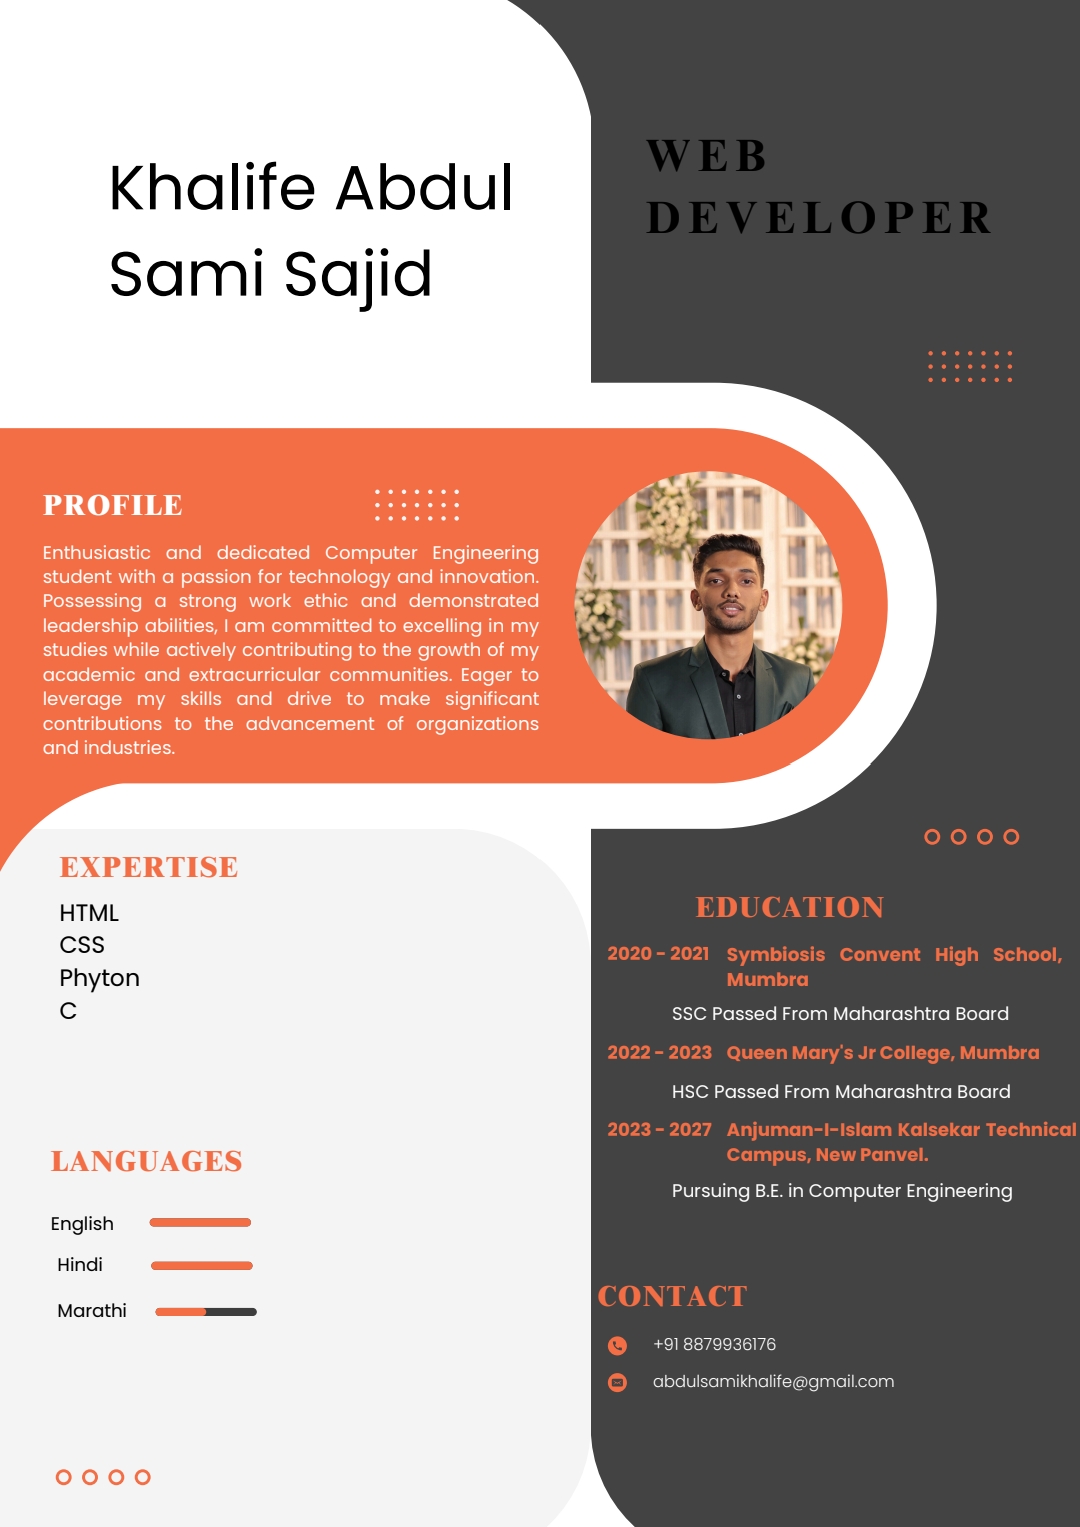 Khalife Abdul
Sami Sajid
WEB
DEVELOPER
PROFILE
Enthusiastic and dedicated Computer Engineering
student with a passion for technology and innovation.
Possessing a strong work ethic and demonstrated
leadership abilities, I am committed to excelling in my
studies while actively contributing to the growth of my
academic and extracurricular communities. Eager to
leverage my skills and drive to make significant
contributions to the advancement of organizations
and industries.
EXPERTISE
HTML
CSS
Phyton
C
LANGUAGES
English
Hindi
Marathi
EDUCATION
2020 - 2021 Symbiosis Convent High School,
Mumbra
SSC Passed From Maharashtra Board
2022 - 2023 Queen Mary's Jr College, Mumbra
HSC Passed From Maharashtra Board
2023 - 2027 Anjuman-I-Islam Kalsekar Technical
Campus, New Panvel.
Pursuing B.E. in Computer Engineering
CONTACT
+91 8879936176
abdulsamikhalife@gmail.com